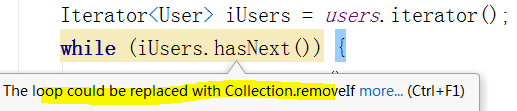 Iterator<User> iUsers = users.iterator();
while (iUsers.hasNext()) {
The loop could be replaced with Collection.removeIf more... (Ctrl+F1)